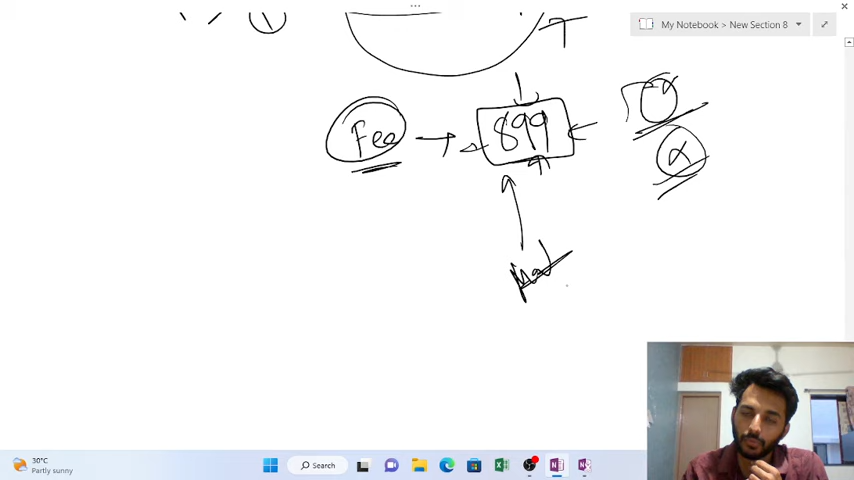 My Notebook > New Section 8
Fee
899
α
30°C
Partly sunny
Search